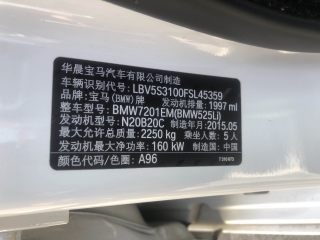 华晨宝马汽车有限公司制造
车辆识别代号: LBV5S3100FSL45359
品牌: 宝马(BMW)牌 发动机排量: 1997 ml
整车型号: BMW7201EM(BMW525Li)
发动机型号: N20B20C 制造年月: 2015.05
最大允许总质量: 2250 kg 乘坐人数: 5 人
发动机最大净功率: 160 kW 制造国: 中国
颜色代码/色号: A96